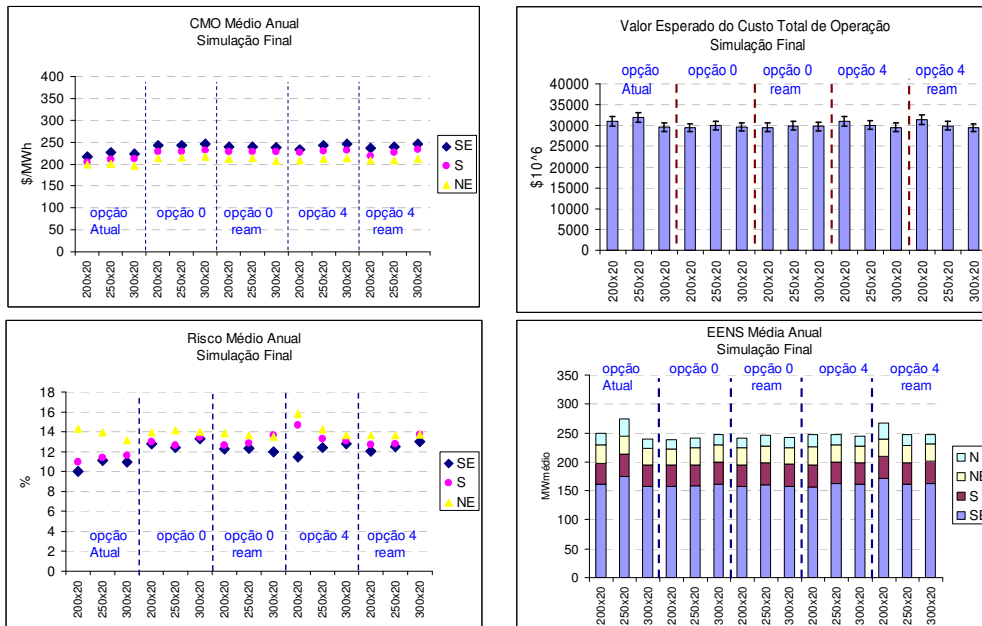 CMO Médio Anual
Simulação Final
$/MWh
400
350
300
250
200
150
100
50
0
opção Atual
opção 0
opção 0 ream
opção 4
opção 4 ream
200x20 250x20 300x20 200x20 250x20 300x20 200x20 250x20 300x20 200x20 250x20 300x20 200x20 250x20 300x20
SE
S
NE
Valor Esperado do Custo Total de Operação
Simulação Final
opção Atual
opção 0
opção 0 ream
opção 4
opção 4 ream
$10^6
40000
35000
30000
25000
20000
15000
10000
5000
0
200x20 250x20 300x20 200x20 250x20 300x20 200x20 250x20 300x20 200x20 250x20 300x20 200x20 250x20 300x20
Risco Médio Anual
Simulação Final
%
18
16
14
12
10
8
6
4
2
0
opção Atual
opção 0
opção 0 ream
opção 4
opção 4 ream
200x20 250x20 300x20 200x20 250x20 300x20 200x20 250x20 300x20 200x20 250x20 300x20 200x20 250x20 300x20
SE
S
NE
EENS Média Anual
Simulação Final
opção Atual
opção 0
opção 0 ream
opção 4
opção 4 ream
MWmédio
350
300
250
200
150
100
50
0
200x20 250x20 300x20 200x20 250x20 300x20 200x20 250x20 300x20 200x20 250x20 300x20 200x20 250x20 300x20
N
NE
S
SE